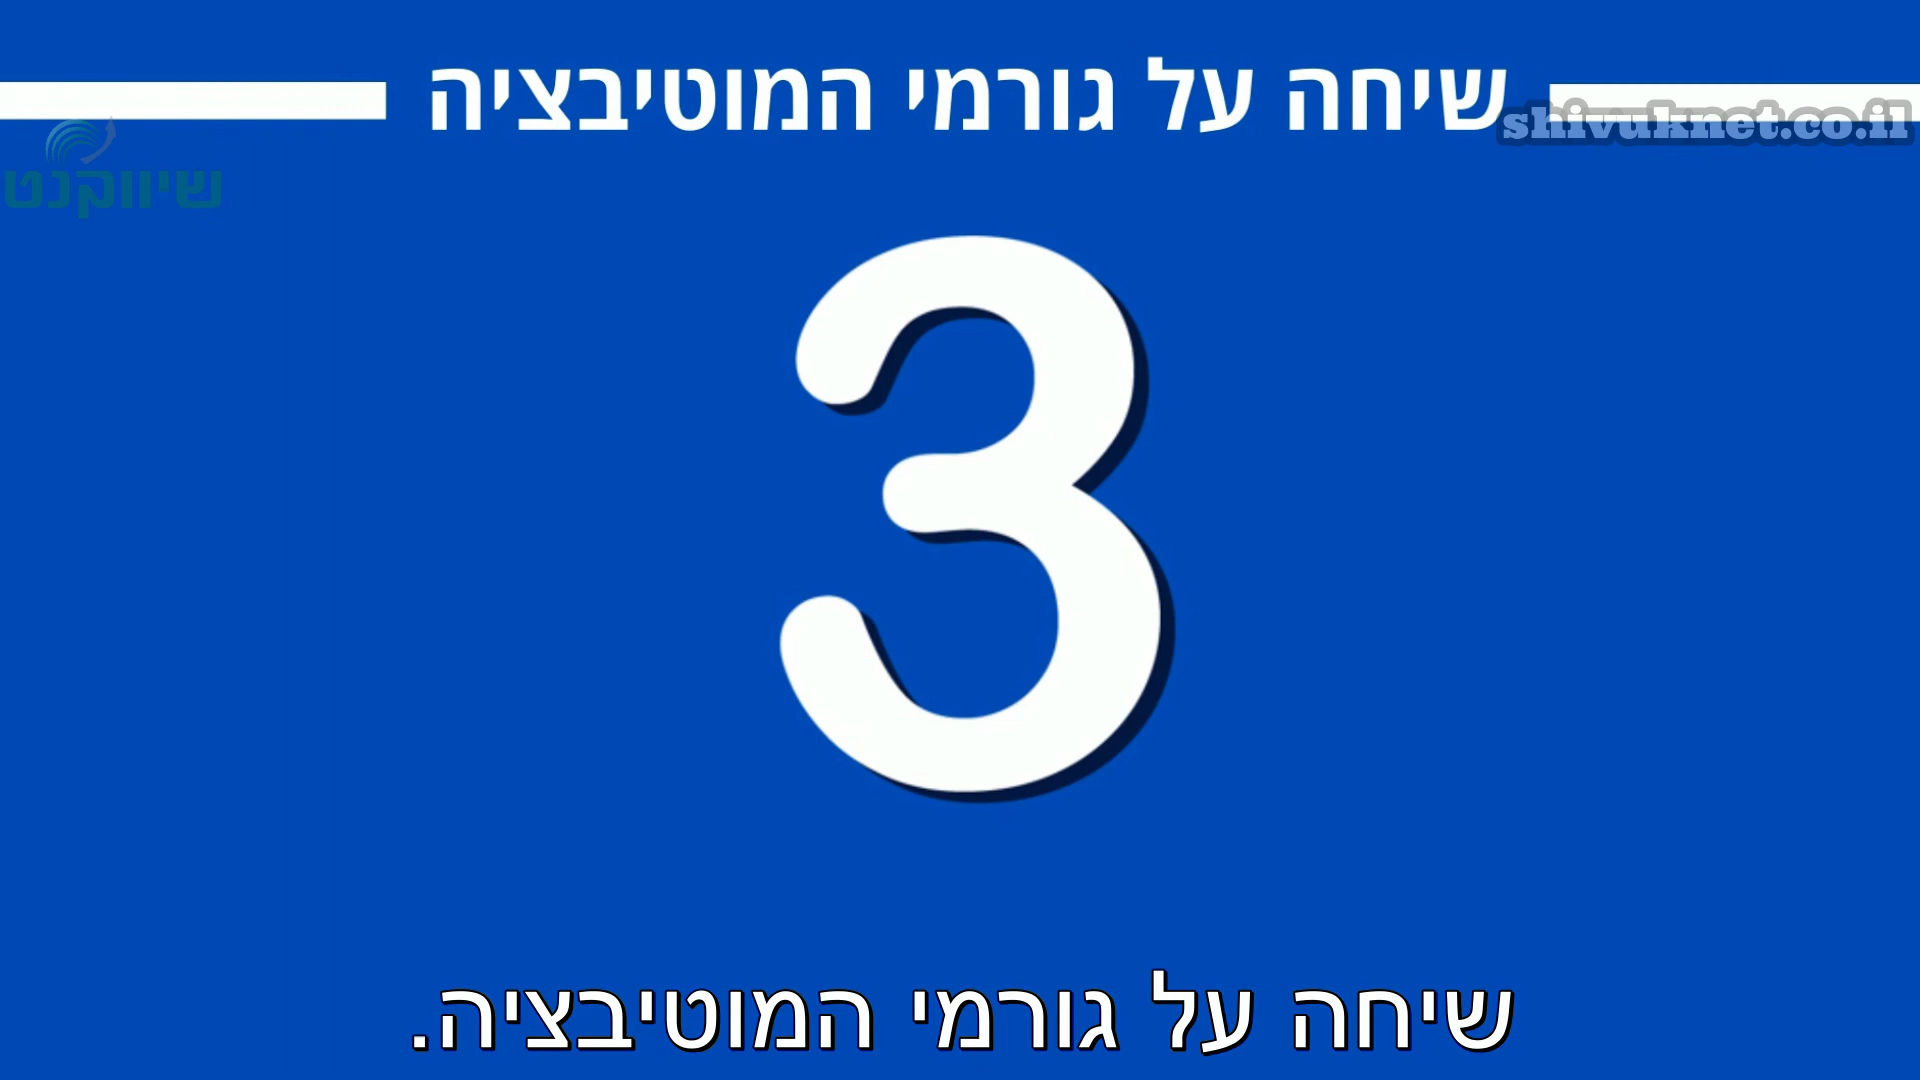 שיחה על גורמי המוטיבציה
shivuknet.co.il
שיווקנט
3
שיחה על גורמי המוטיבציה.